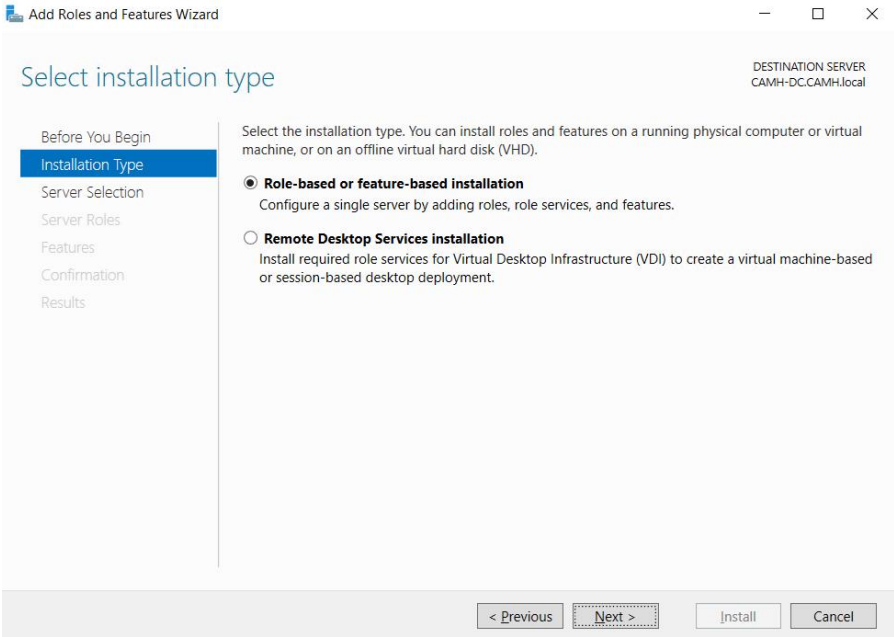 Add Roles and Features Wizard
Select installation type
DESTINATION SERVER
CAMH-DC.CAMH.local
Before You Begin
Installation Type
Server Selection
Server Roles
Features
Confirmation
Results
Select the installation type. You can install roles and features on a running physical computer or virtual
machine, or on an offline virtual hard disk (VHD).
Role-based or feature-based installation
Configure a single server by adding roles, role services, and features.
Remote Desktop Services installation
Install required role services for Virtual Desktop Infrastructure (VDI) to create a virtual machine-based
or session-based desktop deployment.
< Previous
Next >
Install
Cancel